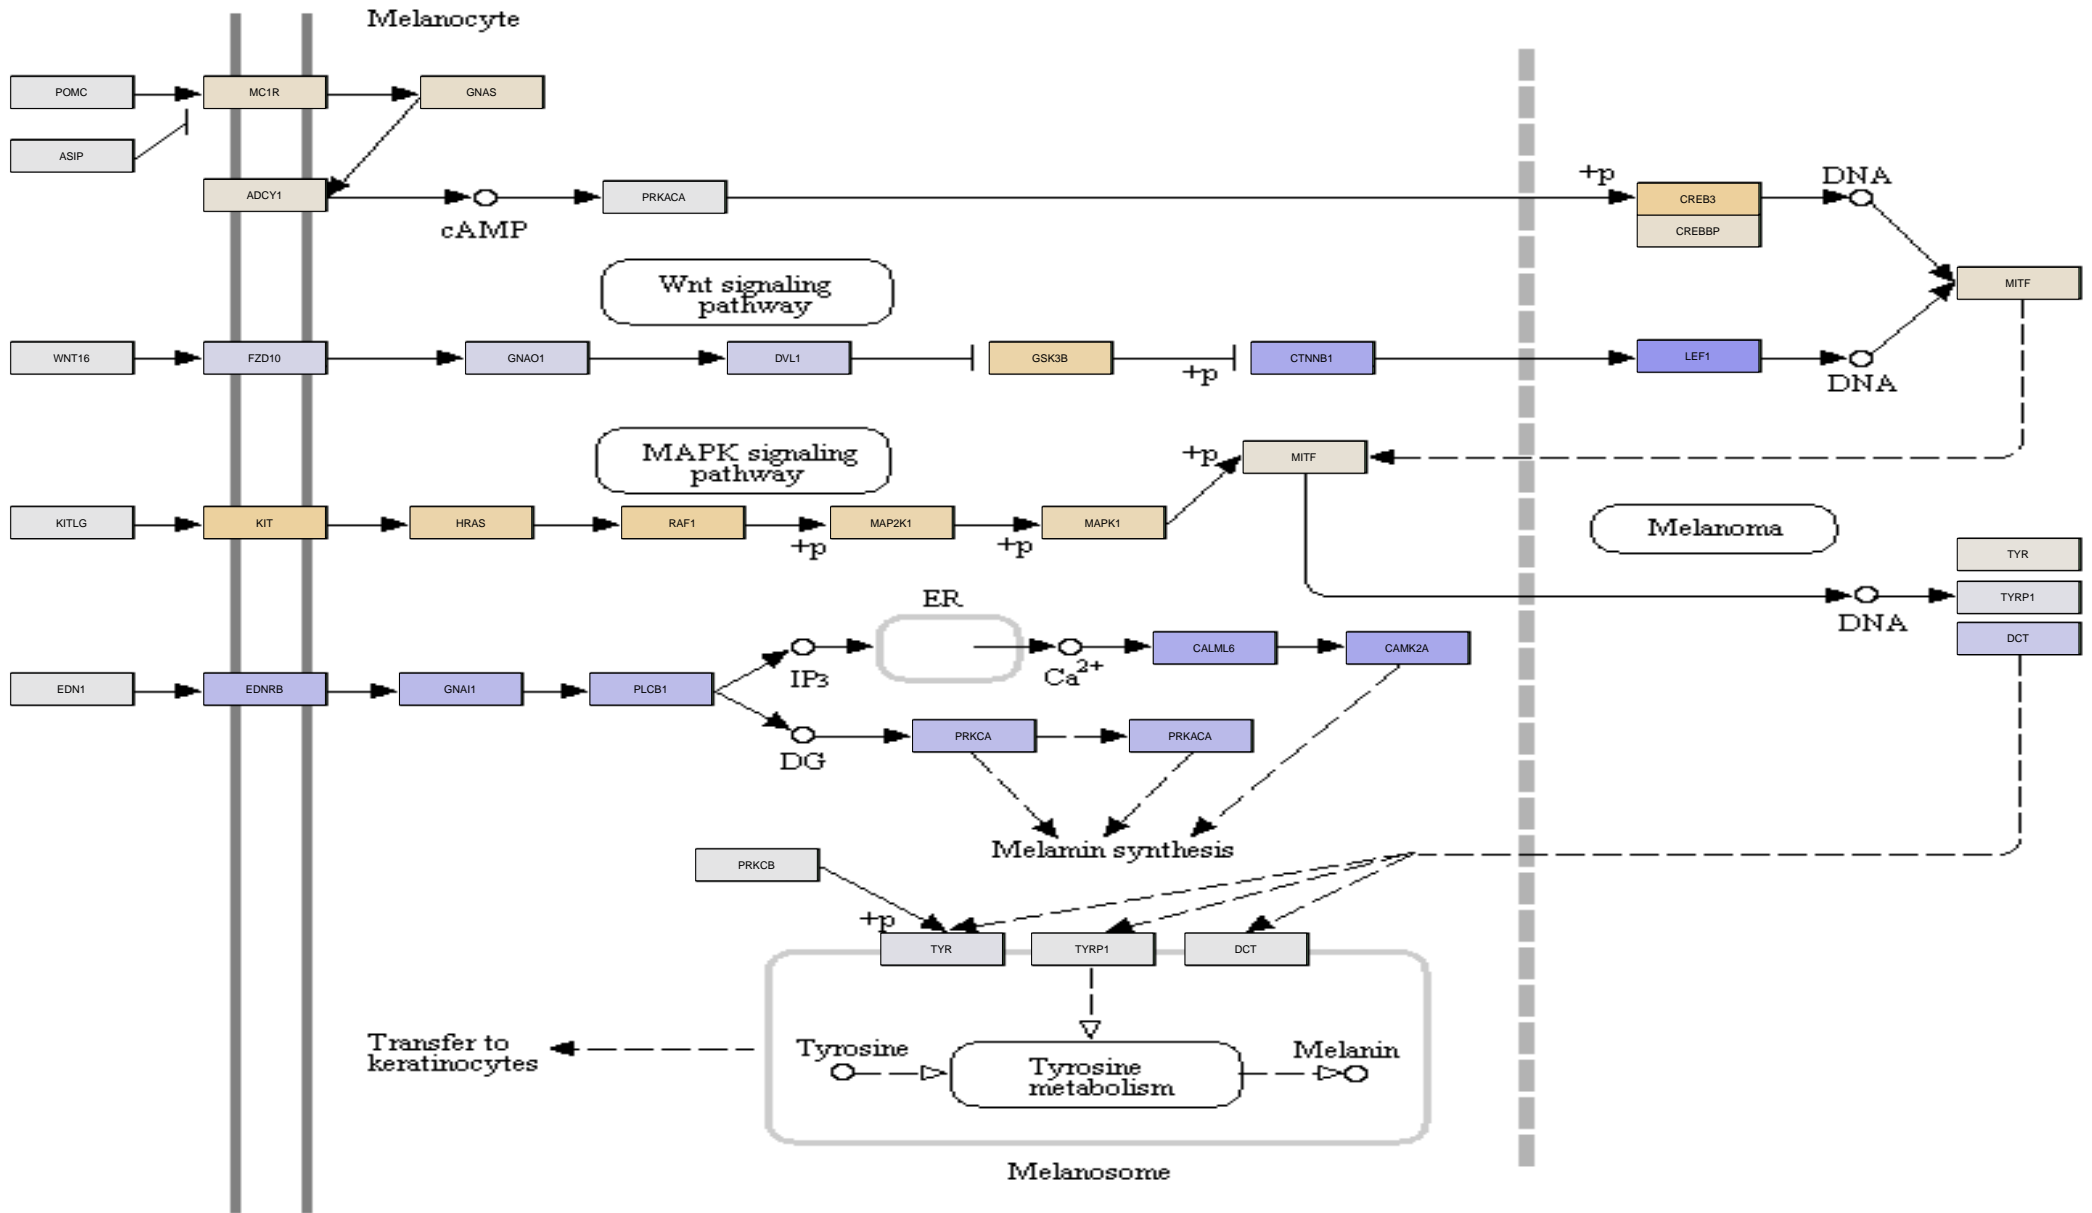 Melanocyte
POMC
MC1R
GNAS
ASIP
ADCY1
cAMP
PRKACA
+p
CREB3
CREBBP
DNA
MITF
Wnt signaling
pathway
WNT16
FZD10
GNAO1
DVL1
GSK3B
+p
CTNNB1
LEF1
DNA
MAPK signaling
pathway
+p
MITF
KITLG
KIT
HRAS
RAF1
+p
MAP2K1
+p
MAPK1
Melanoma
TYR
TYRP1
DCT
DNA
ER
IP3
Ca2+
CALML6
CAMK2A
EDN1
EDNRB
GNAI1
PLCB1
DG
PRKCA
PRKACA
Melamin synthesis
PRKCB
+p
TYR
TYRP1
DCT
Transfer to
keratinocytes
Tyrosine
Tyrosine
metabolism
Melanin
Melanosome